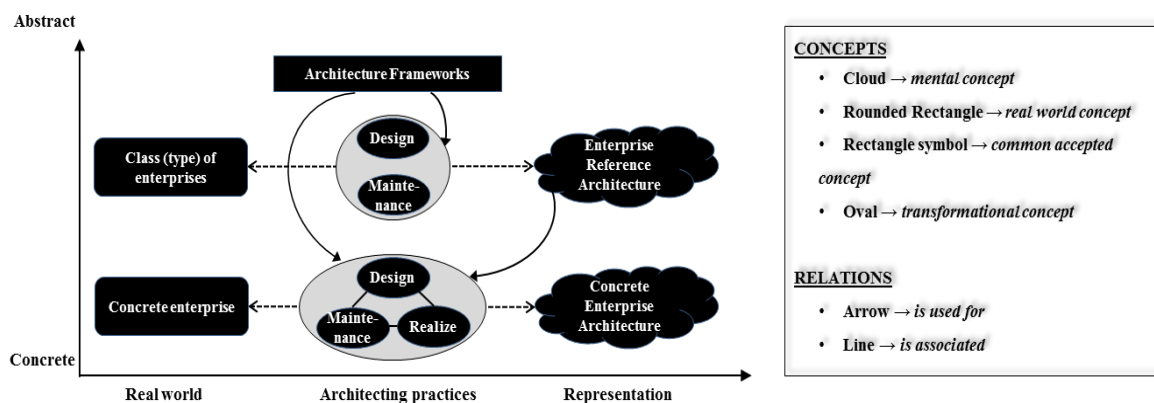 Abstract
Architecture Frameworks
Design
Mainte-
nance
Class (type) of
enterprises
Enterprise
Reference
Architecture
Design
Mainte-
nance
Realize
Concrete enterprise
Concrete
Enterprise
Architecture
Concrete
Real world
Architecting practices
Representation
CONCEPTS
• Cloud → mental concept
• Rounded Rectangle → real world concept
• Rectangle symbol → common accepted
concept
• Oval → transformational concept
RELATIONS
• Arrow → is used for
• Line → is associated